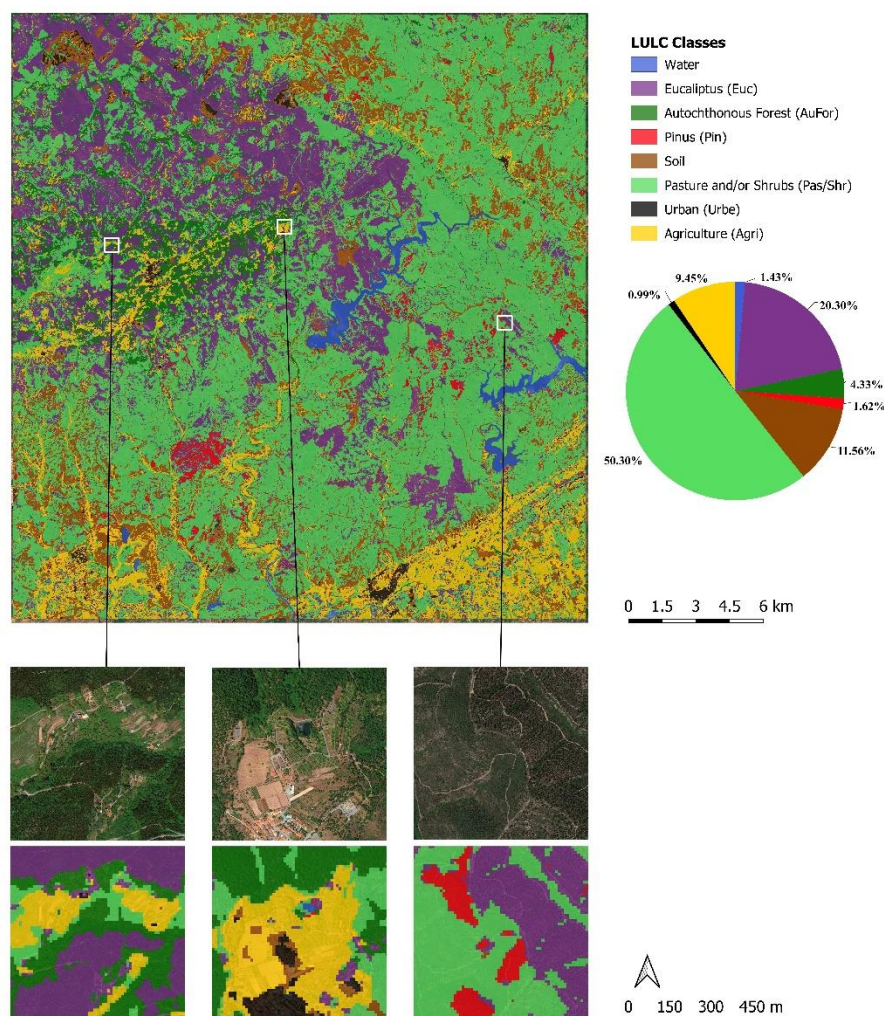 LULC Classes
Water
Eucaliptus (Euc)
Autochthonous Forest (AuFor)
Pinus (Pin)
Soil
Pasture and/or Shrubs (Pas/Shr)
Urban (Urbe)
Agriculture (Agri)
9.45%
1.43%
0.99%
20.30%
4.33%
1.62%
11.56%
50.30%
0 1.5 3 4.5 6 km
0 150 300 450 m